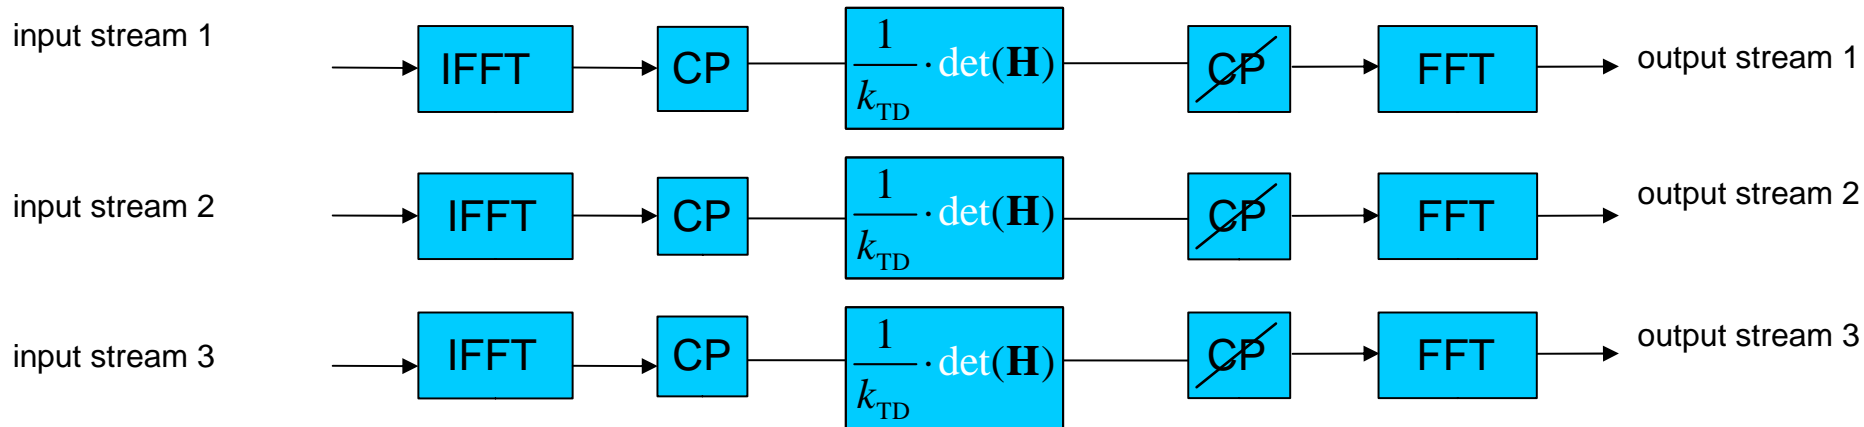 input stream 1 IFFT CP 1/k_TD · det(H) CP FFT output stream 1
input stream 2 IFFT CP 1/k_TD · det(H) CP FFT output stream 2
input stream 3 IFFT CP 1/k_TD · det(H) CP FFT output stream 3